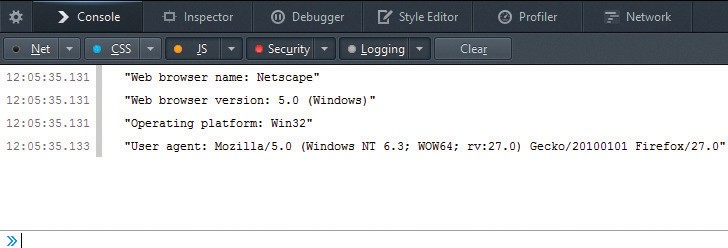 Console Inspector Debugger Style Editor Profiler Network
Net CSS JS Security Logging Clear
12:05:35.131 "Web browser name: Netscape"
12:05:35.131 "Web browser version: 5.0 (Windows)"
12:05:35.131 "Operating platform: Win32"
12:05:35.133 "User agent: Mozilla/5.0 (Windows NT 6.3; WOW64; rv:27.0) Gecko/20100101 Firefox/27.0"